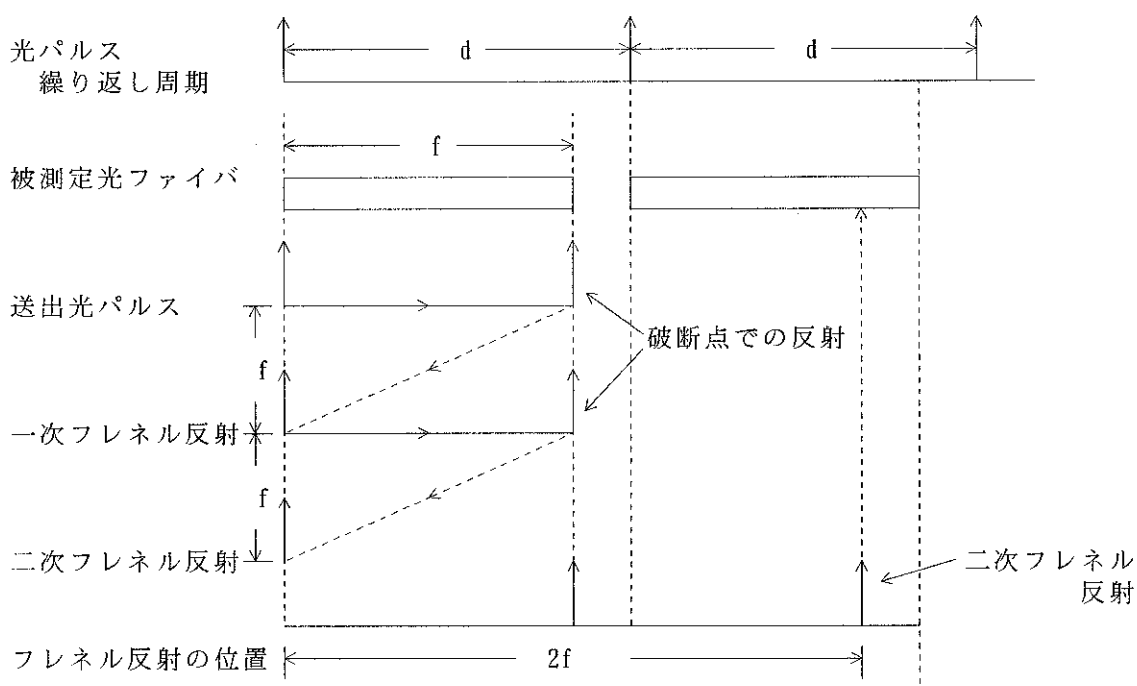 光パルス
繰り返し周期
d
d
f
被測定光ファイバ
送出光パルス
破断点での反射
f
一次フレネル反射
f
二次フレネル反射
二次フレネル
反射
フレネル反射の位置
2f